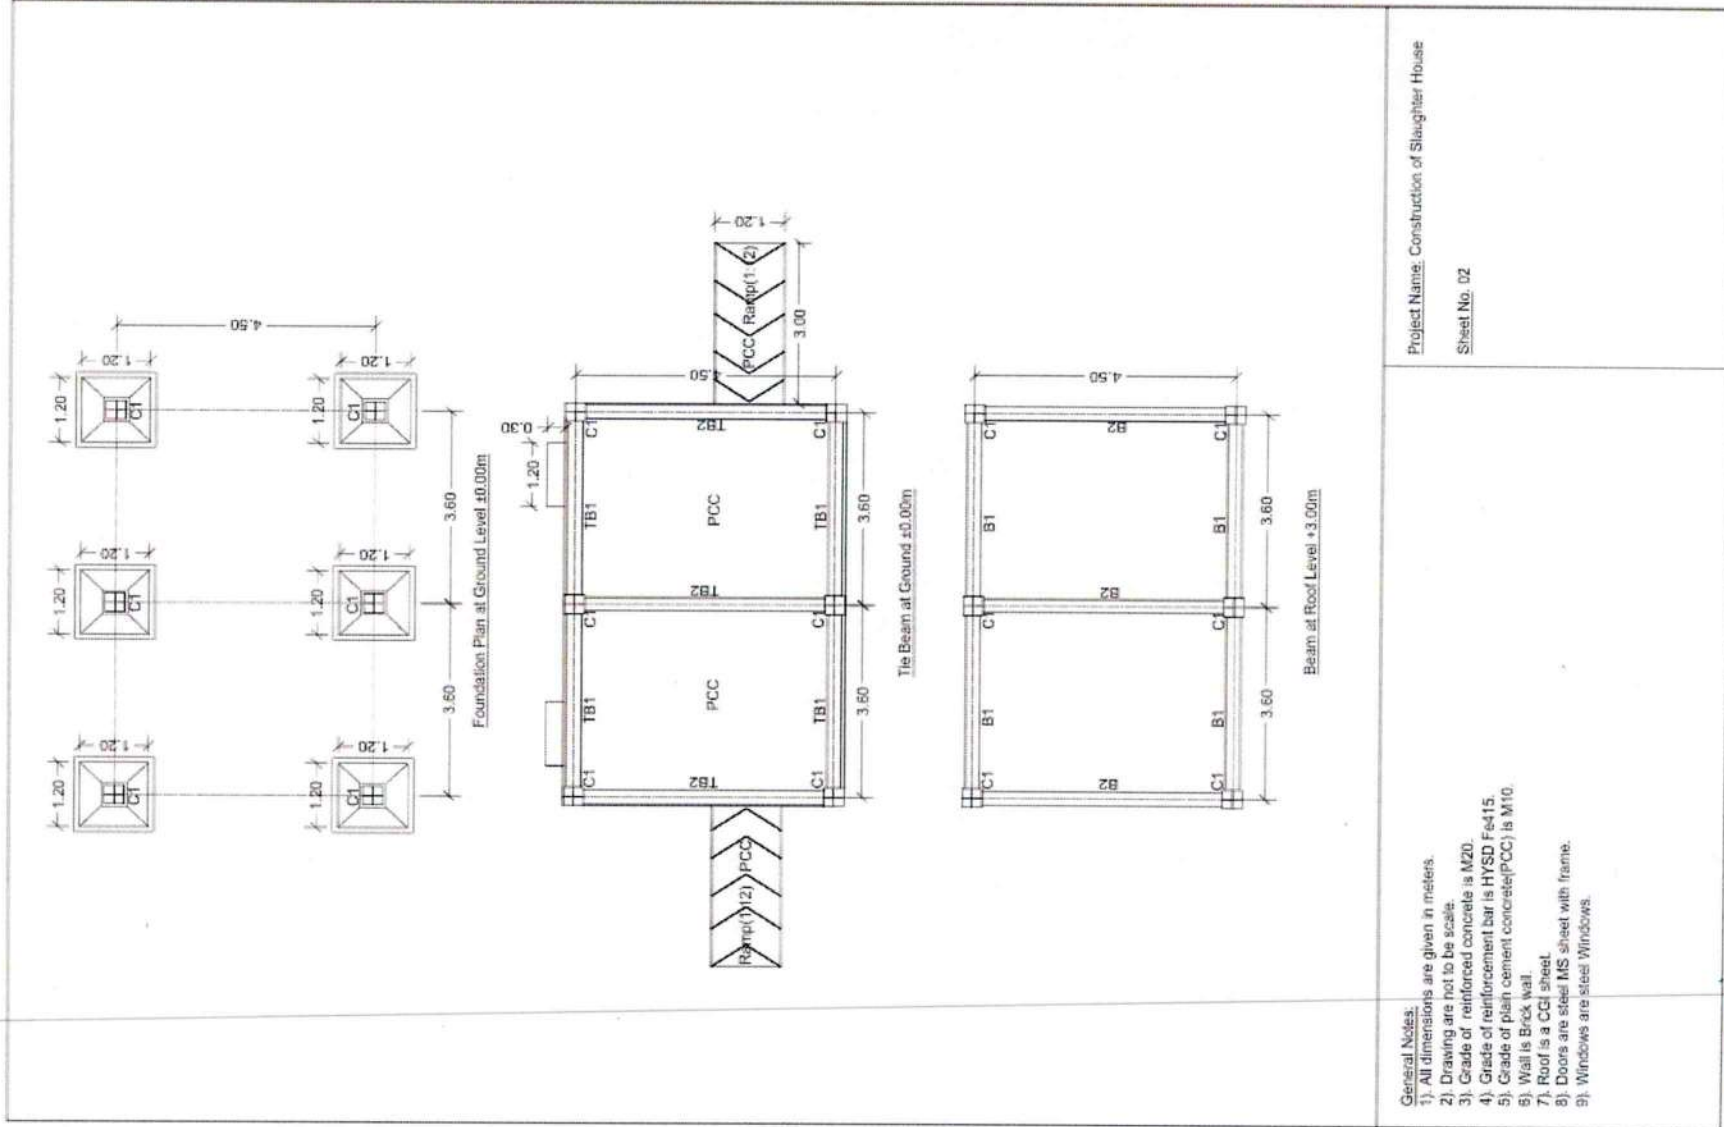 1.20
1.20
1.20
1.20
1.20
1.20
C1
C1
C1
4.50
1.20
1.20
1.20
1.20
1.20
1.20
C1
C1
C1
3.60
3.60
Foundation Plan at Ground Level ±0.00m
1.20
0.30
C1
TB1
C1
TB1
C1
Ramp(1:12) PCC
TB2
PCC
TB2
PCC
TB2
4.50
PCC
1.20
3.00
C1
TB1
C1
TB1
C1
3.60
3.60
Tie Beam at Ground ±0.00m
C1
B1
C1
B1
C1
B2
B2
B2
4.50
C1
B1
C1
B1
C1
3.60
3.60
Beam at Roof Level +3.00m
General Notes:
1). All dimensions are given in meters.
2). Drawing are not to be scale.
3). Grade of reinforced concrete is M20.
4). Grade of reinforcement bar is HYSD Fe415.
5). Grade of plain cement concrete(PCC) is M10.
6). Wall is Brick wall.
7). Roof is a CGI sheet.
8). Doors are steel MS sheet with frame.
9). Windows are steel Windows.
Project Name: Construction of Slaughter House
Sheet No. 02